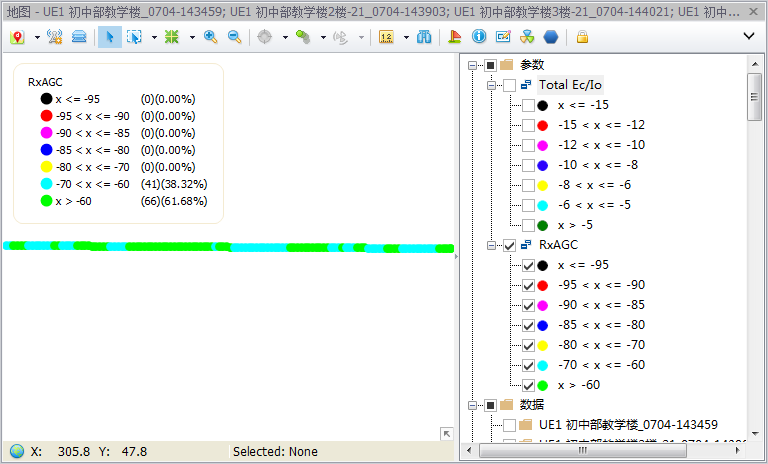 地图 - UE1 初中部教学楼_0704-143459; UE1 初中部教学楼2楼-21_0704-143903; UE1 初中部教学楼3楼-21_0704-144021; UE1 初中...
1.2
RxAGC
x <= -95 (0)(0.00%)
-95 < x <= -90 (0)(0.00%)
-90 < x <= -85 (0)(0.00%)
-85 < x <= -80 (0)(0.00%)
-80 < x <= -70 (0)(0.00%)
-70 < x <= -60 (41)(38.32%)
x > -60 (66)(61.68%)
参数
Total Ec/Io
x <= -15
-15 < x <= -12
-12 < x <= -10
-10 < x <= -8
-8 < x <= -6
-6 < x <= -5
x > -5
RxAGC
x <= -95
-95 < x <= -90
-90 < x <= -85
-85 < x <= -80
-80 < x <= -70
-70 < x <= -60
x > -60
数据
UE1 初中部教学楼_0704-143459
X: 305.8 Y: 47.8 Selected: None